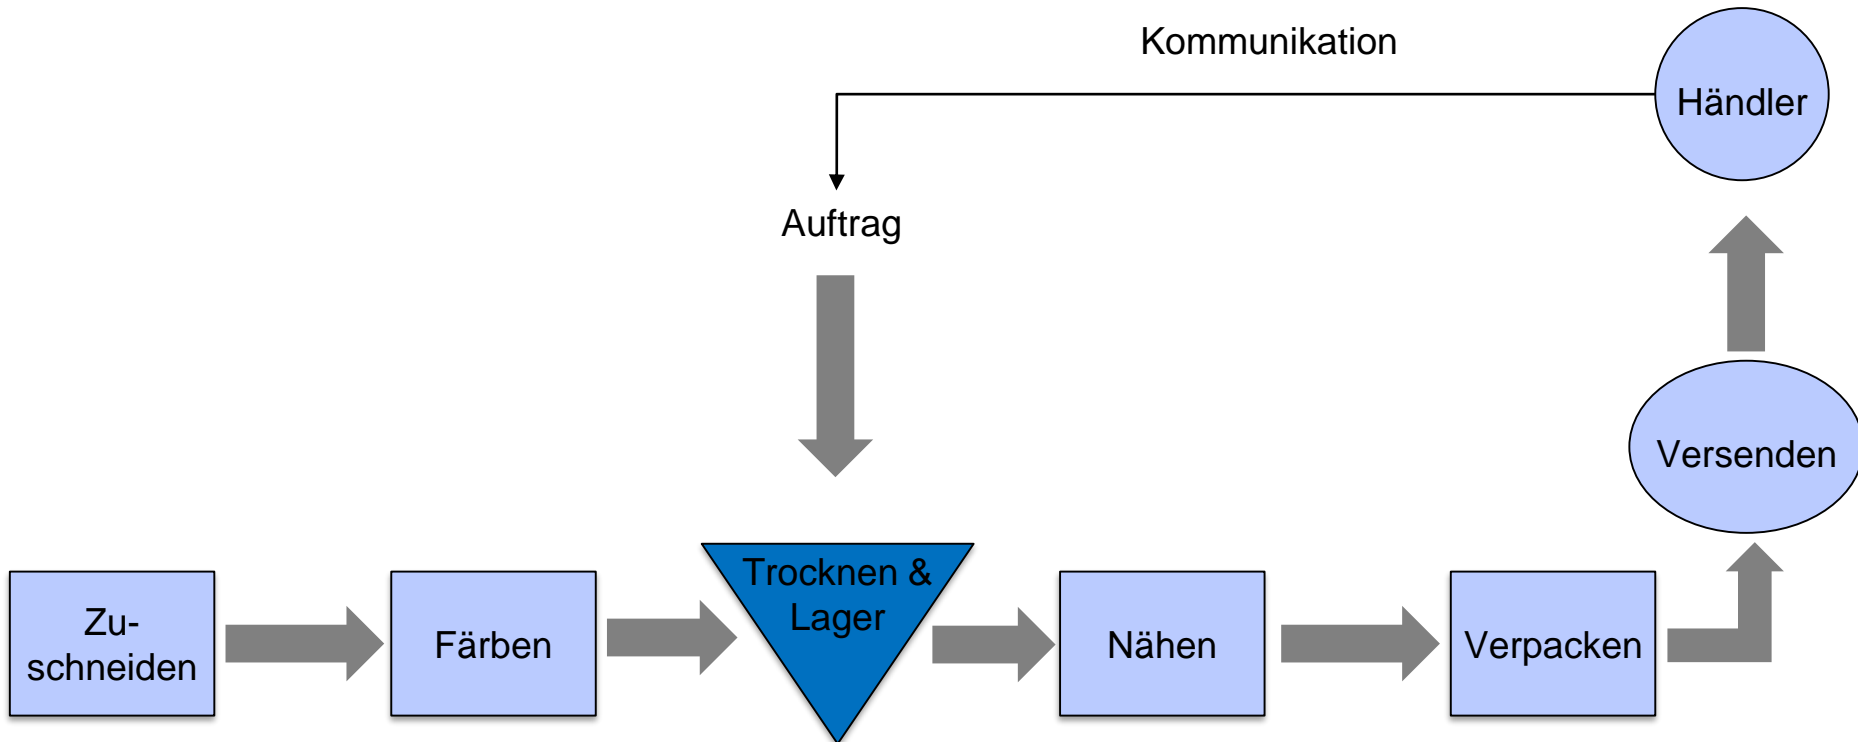 Kommunikation
Händler
Auftrag
Versenden
Trocknen &
Lager
Zu-
schneiden
Färben
Nähen
Verpacken